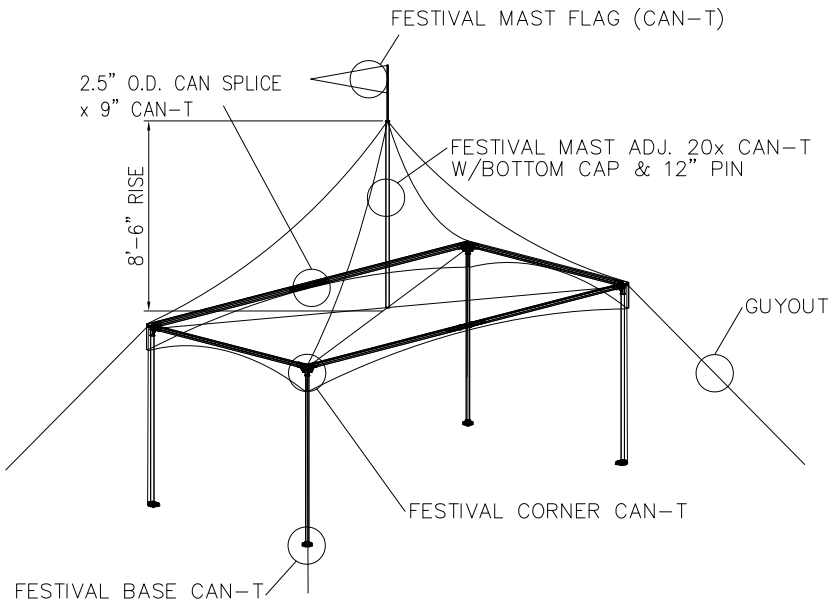 FESTIVAL MAST FLAG (CAN-T)
2.5" O.D. CAN SPLICE
x 9" CAN-T
FESTIVAL MAST ADJ. 20x CAN-T
W/BOTTOM CAP & 12" PIN
8'-6" RISE
GUYOUT
FESTIVAL CORNER CAN-T
FESTIVAL BASE CAN-T